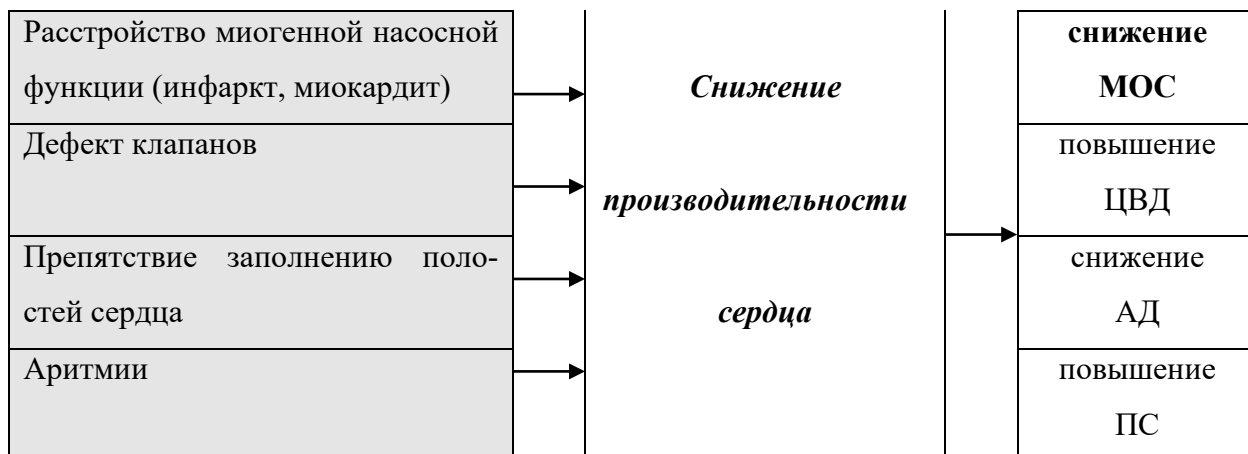 Расстройство миогенной насосной
функции (инфаркт, миокардит)
Дефект клапанов
Препятствие заполнению поло-
стей сердца
Аритмии
Снижение
производительности
сердца
снижение
МОС
повышение
ЦВД
снижение
АД
повышение
ПС